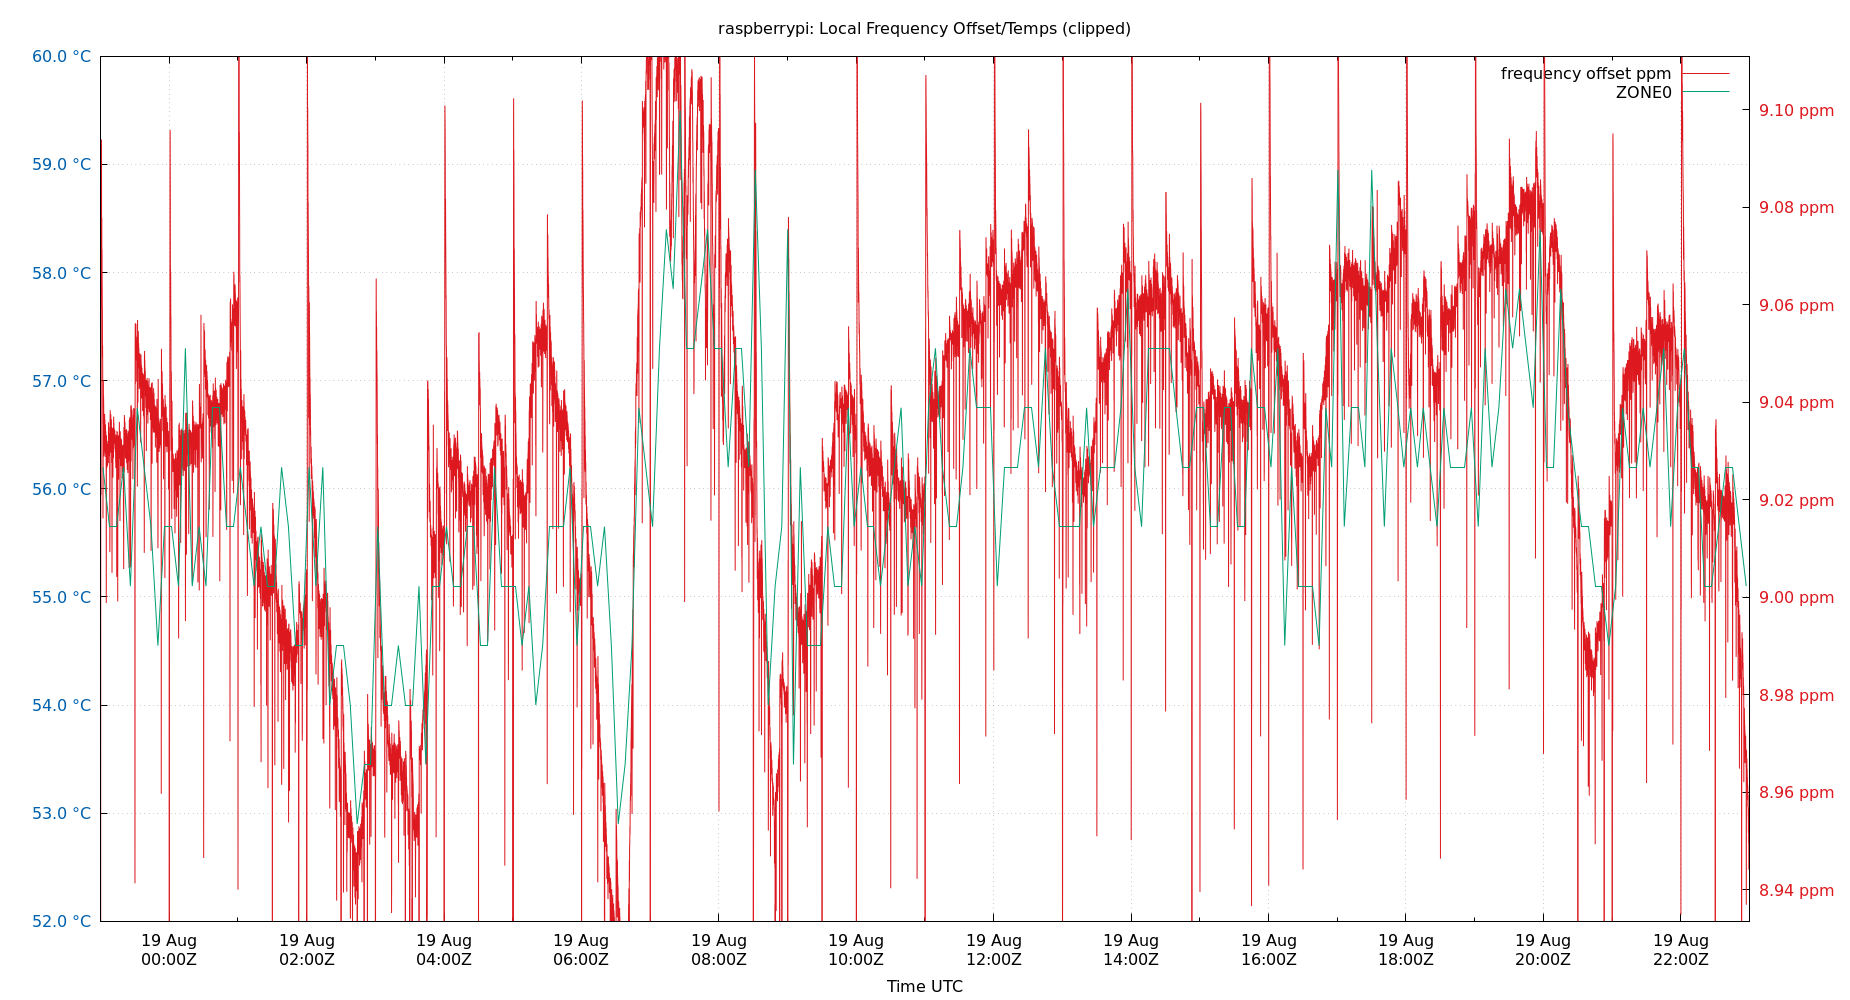 raspberrypi: Local Frequency Offset/Temps (clipped)
frequency offset ppm
ZONE0
60.0 °C
59.0 °C
58.0 °C
57.0 °C
56.0 °C
55.0 °C
54.0 °C
53.0 °C
52.0 °C
9.10 ppm
9.08 ppm
9.06 ppm
9.04 ppm
9.02 ppm
9.00 ppm
8.98 ppm
8.96 ppm
8.94 ppm
19 Aug
00:00Z
19 Aug
02:00Z
19 Aug
04:00Z
19 Aug
06:00Z
19 Aug
08:00Z
19 Aug
10:00Z
19 Aug
12:00Z
19 Aug
14:00Z
19 Aug
16:00Z
19 Aug
18:00Z
19 Aug
20:00Z
19 Aug
22:00Z
Time UTC